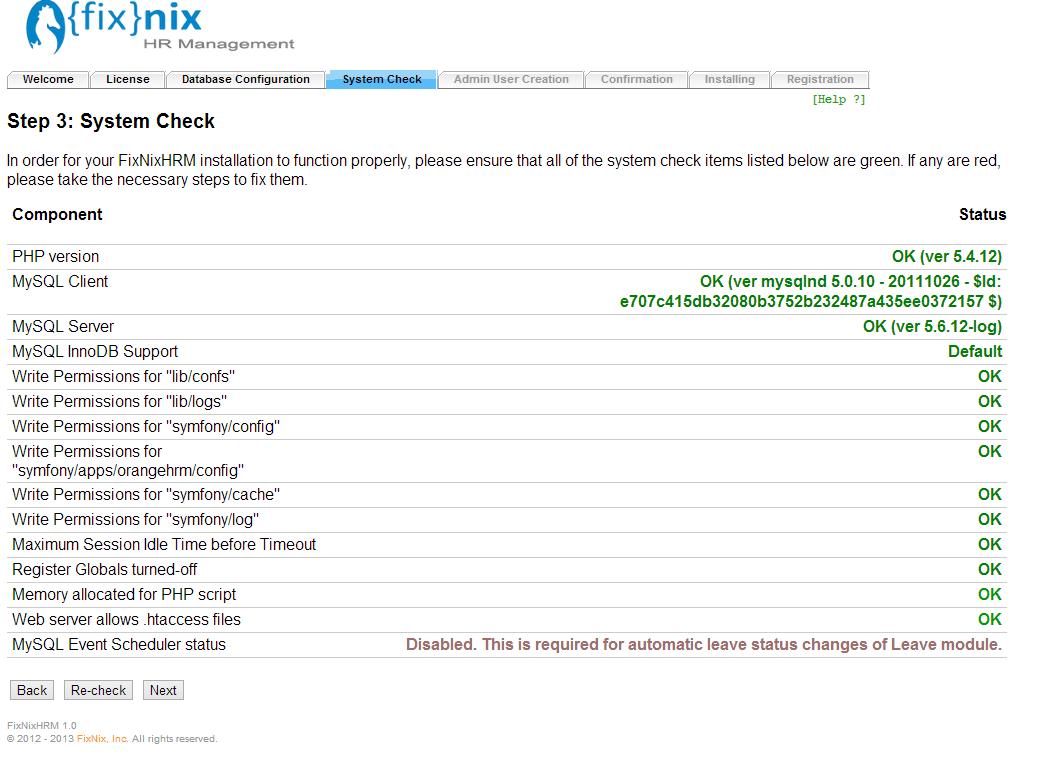 {fix}nix
HR Management
Welcome License Database Configuration System Check Admin User Creation Confirmation Installing Registration
[Help ?]
Step 3: System Check
In order for your FixNixHRM installation to function properly, please ensure that all of the system check items listed below are green. If any are red,
please take the necessary steps to fix them.
Component Status
PHP version OK (ver 5.4.12)
MySQL Client OK (ver mysqlnd 5.0.10 - 20111026 - $Id:
e707c415db32080b3752b232487a435ee0372157 $)
MySQL Server OK (ver 5.6.12-log)
MySQL InnoDB Support Default
Write Permissions for "lib/confs" OK
Write Permissions for "lib/logs" OK
Write Permissions for "symfony/config" OK
Write Permissions for OK
"symfony/apps/orangehrm/config"
Write Permissions for "symfony/cache" OK
Write Permissions for "symfony/log" OK
Maximum Session Idle Time before Timeout OK
Register Globals turned-off OK
Memory allocated for PHP script OK
Web server allows .htaccess files OK
MySQL Event Scheduler status Disabled. This is required for automatic leave status changes of Leave module.
Back Re-check Next
FixNixHRM 1.0
© 2012 - 2013 FixNix, Inc. All rights reserved.